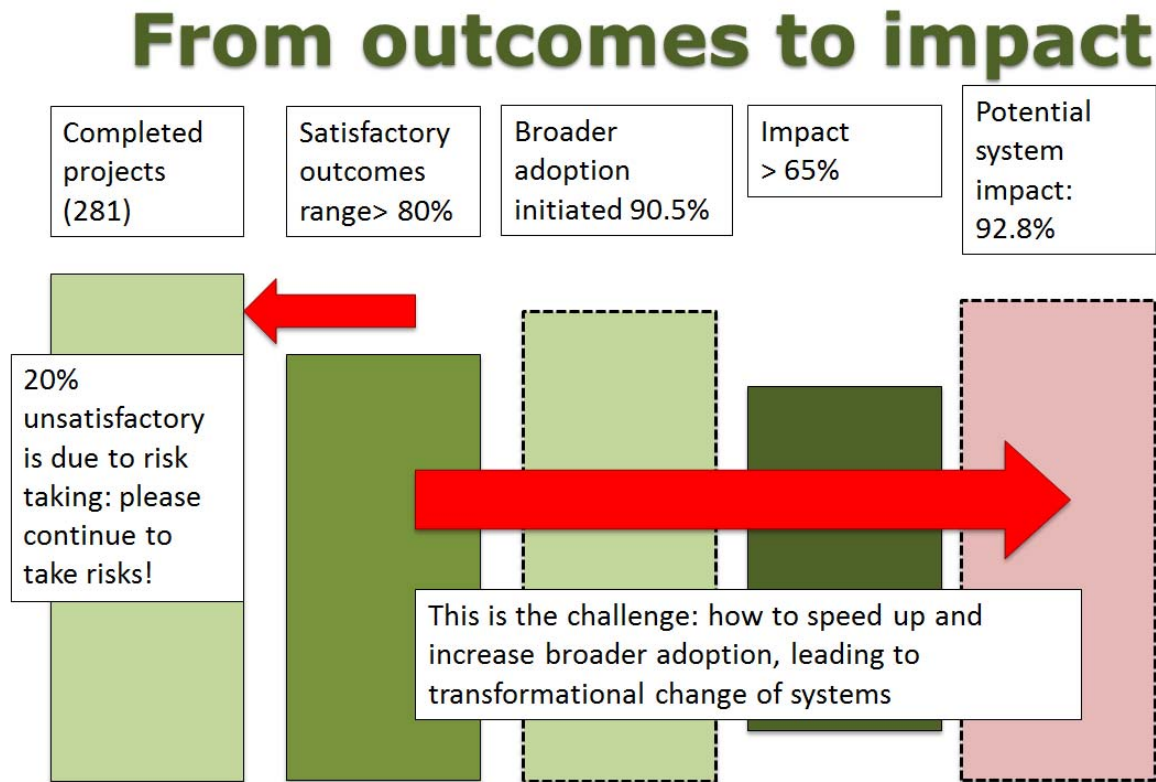 From outcomes to impact
Completed
projects
(281)
Satisfactory
outcomes
range> 80%
Broader
adoption
initiated 90.5%
Impact
> 65%
Potential
system
impact:
92.8%
20%
unsatisfactory
is due to risk
taking: please
continue to
take risks!
This is the challenge: how to speed up and
increase broader adoption, leading to
transformational change of systems